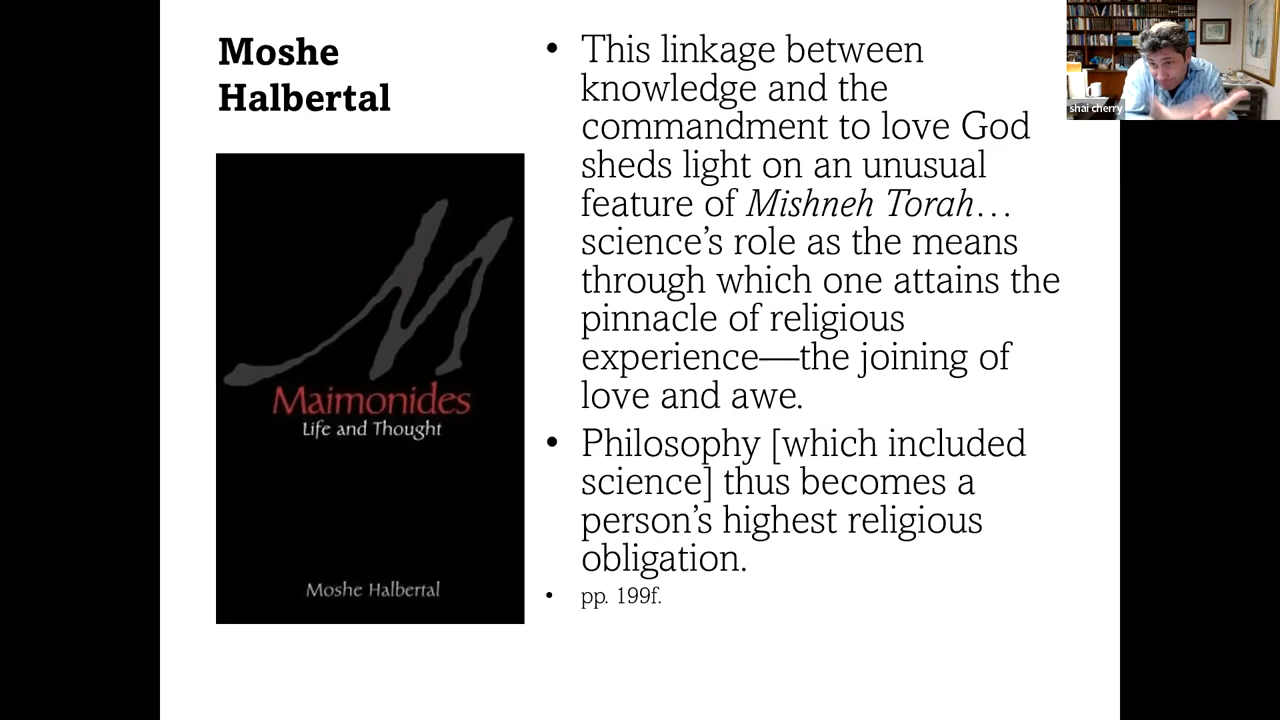 Moshe
Halbertal
Maimonides
Life and Thought
Moshe Halbertal
• This linkage between
knowledge and the
commandment to love God
sheds light on an unusual
feature of Mishneh Torah…
science’s role as the means
through which one attains the
pinnacle of religious
experience—the joining of
love and awe.
• Philosophy [which included
science] thus becomes a
person’s highest religious
obligation.
• pp. 199f.
shai cherry